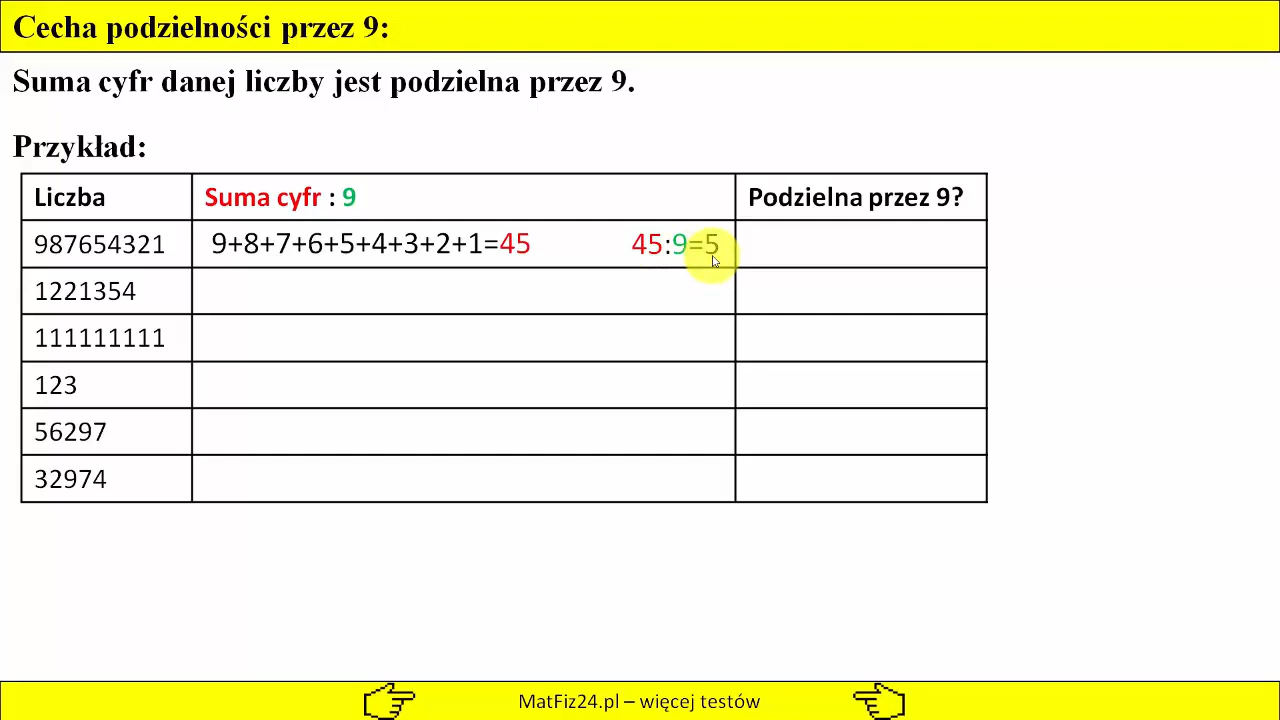 Cecha podzielności przez 9:
Suma cyfr danej liczby jest podzielna przez 9.
Przykład:
Liczba Suma cyfr : 9 Podzielna przez 9?
987654321 9+8+7+6+5+4+3+2+1=45 45:9=5
1221354
111111111
123
56297
32974
MatFiz24.pl – więcej testów